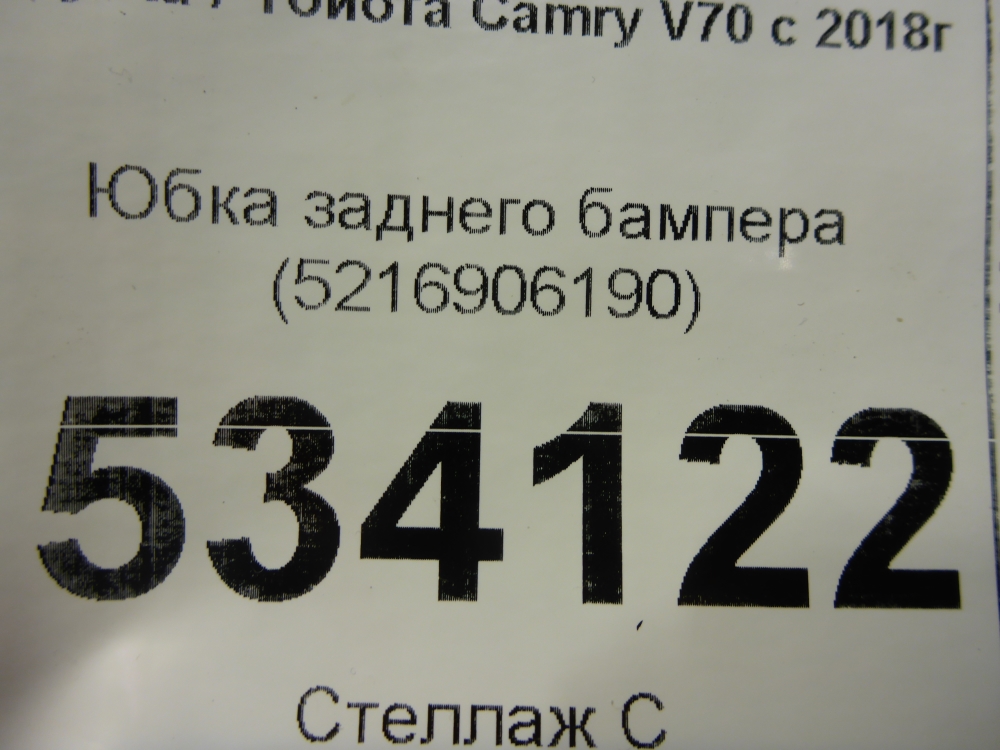 Тойота Camry V70 с 2018г
Юбка заднего бампера
(5216906190)
534122
Стеллаж С